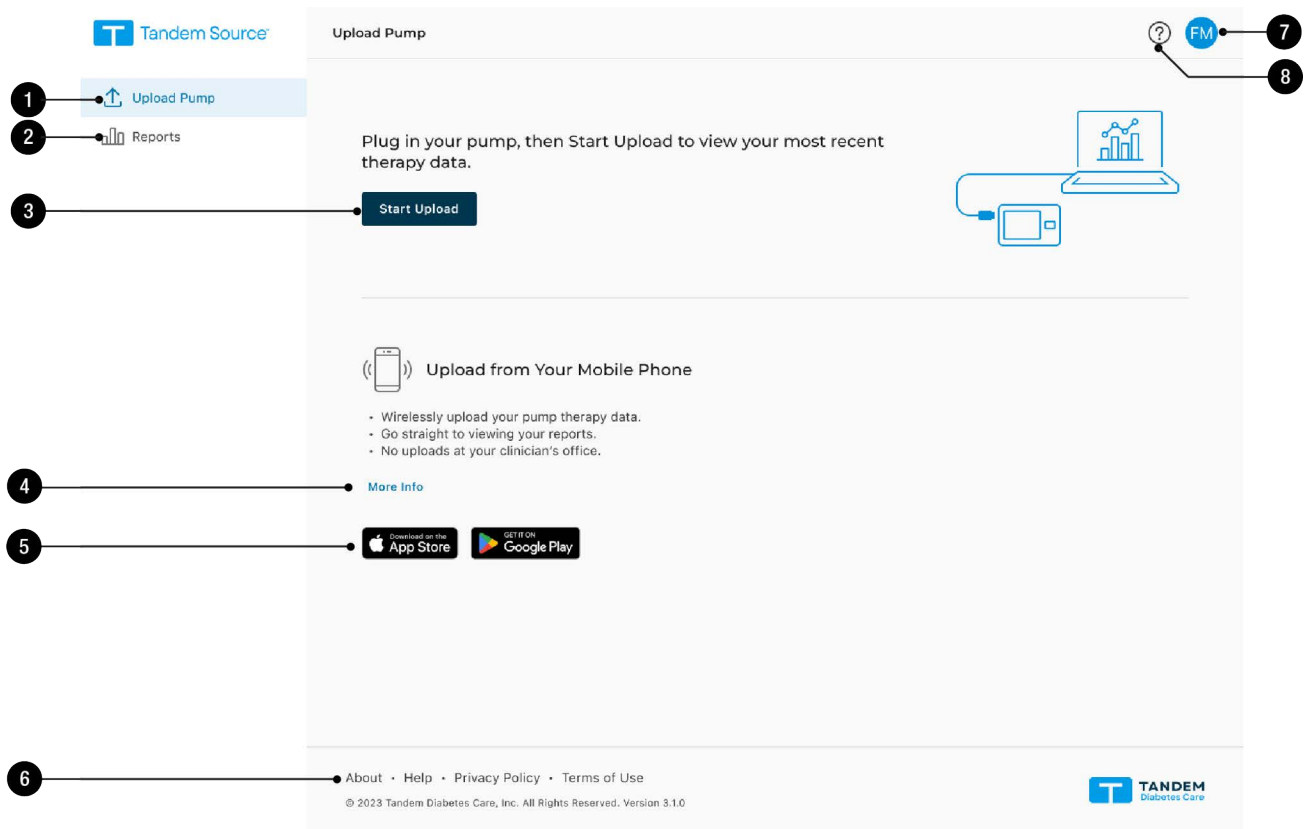 Tandem Source
Upload Pump
?
FM
7
8
1
Upload Pump
2
Reports
Plug in your pump, then Start Upload to view your most recent
therapy data.
3
Start Upload
Upload from Your Mobile Phone
• Wirelessly upload your pump therapy data.
• Go straight to viewing your reports.
• No uploads at your clinician's office.
4
More Info
5
Download on the
App Store
GET IT ON
Google Play
6
About • Help • Privacy Policy • Terms of Use
© 2023 Tandem Diabetes Care, Inc. All Rights Reserved. Version 3.1.0
TANDEM
Diabetes Care